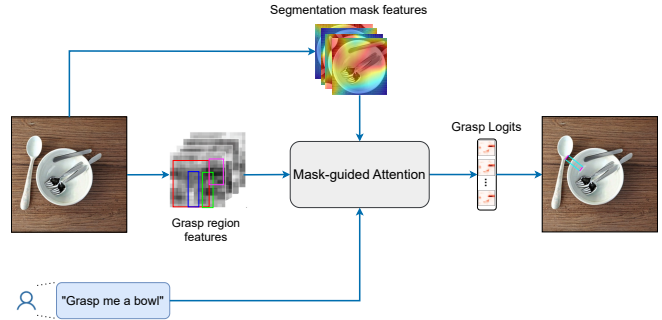 Segmentation mask features
Grasp Logits
Mask-guided Attention
Grasp region
features
"Grasp me a bowl"